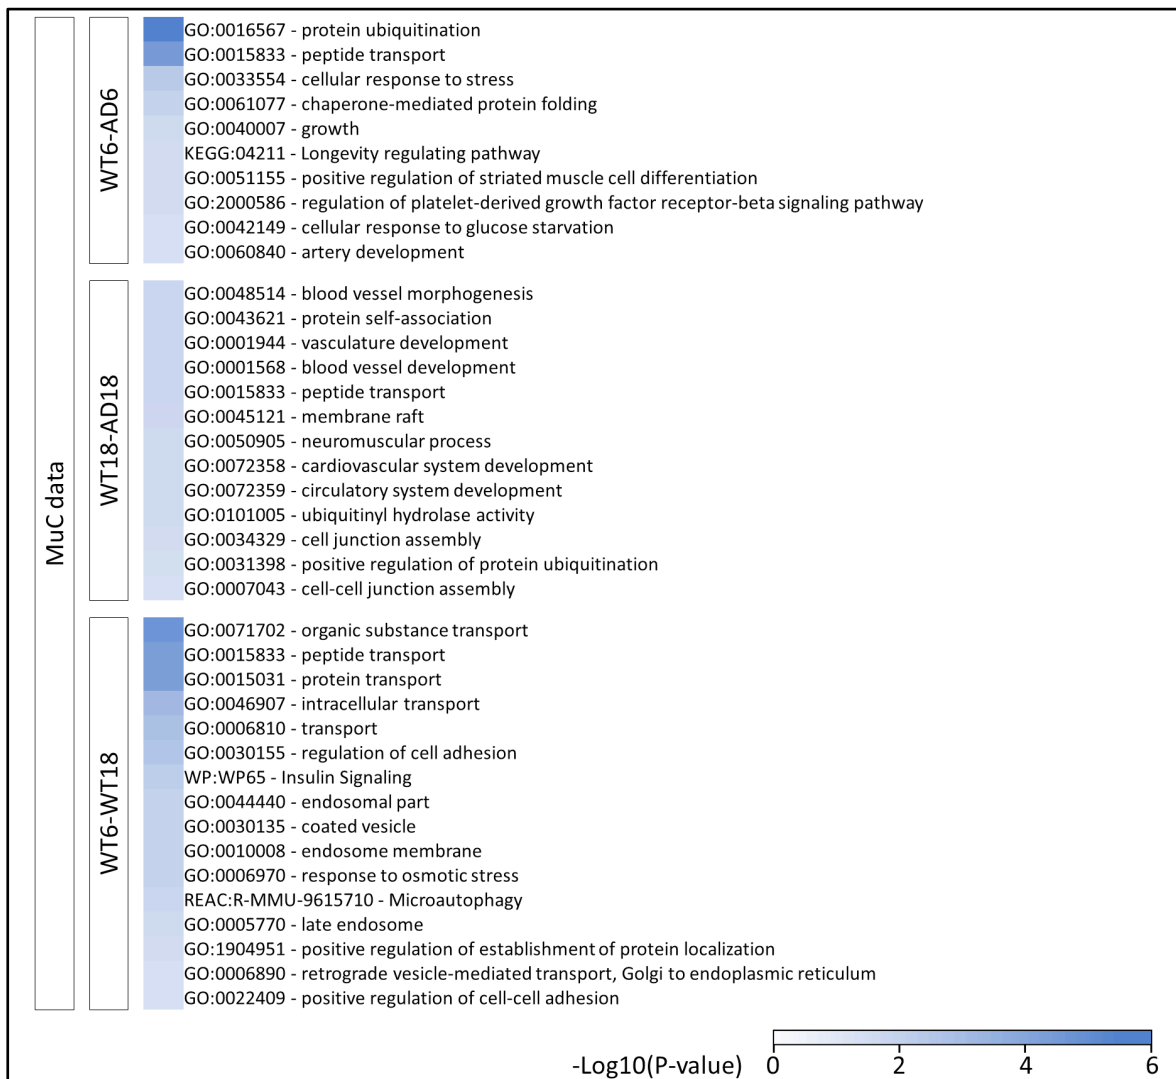 MuC data
WT6-AD6
GO:0016567 - protein ubiquitination
GO:0015833 - peptide transport
GO:0033554 - cellular response to stress
GO:0061077 - chaperone-mediated protein folding
GO:0040007 - growth
KEGG:04211 - Longevity regulating pathway
GO:0051155 - positive regulation of striated muscle cell differentiation
GO:2000586 - regulation of platelet-derived growth factor receptor-beta signaling pathway
GO:0042149 - cellular response to glucose starvation
GO:0060840 - artery development
WT18-AD18
GO:0048514 - blood vessel morphogenesis
GO:0043621 - protein self-association
GO:0001944 - vasculature development
GO:0001568 - blood vessel development
GO:0015833 - peptide transport
GO:0045121 - membrane raft
GO:0050905 - neuromuscular process
GO:0072358 - cardiovascular system development
GO:0072359 - circulatory system development
GO:0101005 - ubiquitinyl hydrolase activity
GO:0034329 - cell junction assembly
GO:0031398 - positive regulation of protein ubiquitination
GO:0007043 - cell-cell junction assembly
WT6-WT18
GO:0071702 - organic substance transport
GO:0015833 - peptide transport
GO:0015031 - protein transport
GO:0046907 - intracellular transport
GO:0006810 - transport
GO:0030155 - regulation of cell adhesion
WP:WP65 - Insulin Signaling
GO:0044440 - endosomal part
GO:0030135 - coated vesicle
GO:0010008 - endosome membrane
GO:0006970 - response to osmotic stress
REAC:R-MMU-9615710 - Microautophagy
GO:0005770 - late endosome
GO:1904951 - positive regulation of establishment of protein localization
GO:0006890 - retrograde vesicle-mediated transport, Golgi to endoplasmic reticulum
GO:0022409 - positive regulation of cell-cell adhesion
-Log10(P-value) 0 2 4 6